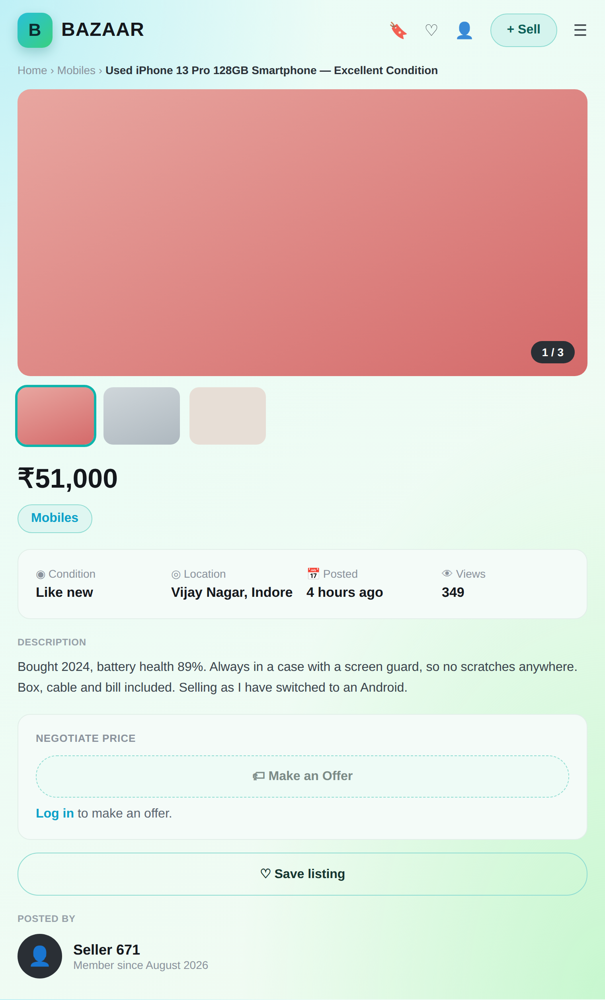 B BAZAAR
+ Sell
Home › Mobiles › Used iPhone 13 Pro 128GB Smartphone — Excellent Condition
1 / 3
₹51,000
Mobiles
Condition
Like new
Location
Vijay Nagar, Indore
Posted
4 hours ago
Views
349
DESCRIPTION
Bought 2024, battery health 89%. Always in a case with a screen guard, so no scratches anywhere.
Box, cable and bill included. Selling as I have switched to an Android.
NEGOTIATE PRICE
Make an Offer
Log in to make an offer.
Save listing
POSTED BY
Seller 671
Member since August 2026